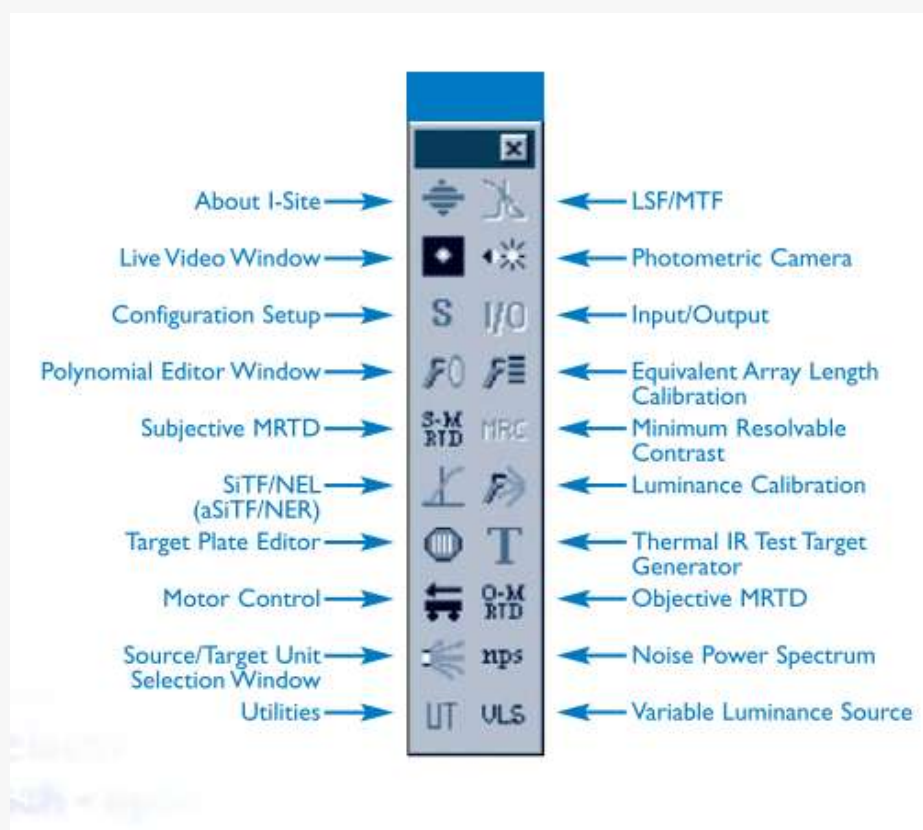 About I-Site
LSF/MTF
Live Video Window
Photometric Camera
Configuration Setup
S
I/O
Input/Output
Polynomial Editor Window
F0
F
Equivalent Array Length
Calibration
Subjective MRTD
S-M
RTD
MRC
Minimum Resolvable
Contrast
SiTF/NEL
(aSiTF/NER)
F
Luminance Calibration
Target Plate Editor
T
Thermal IR Test Target
Generator
Motor Control
O-M
RTD
Objective MRTD
Source/Target Unit
Selection Window
nps
Noise Power Spectrum
Utilities
UT
VLS
Variable Luminance Source